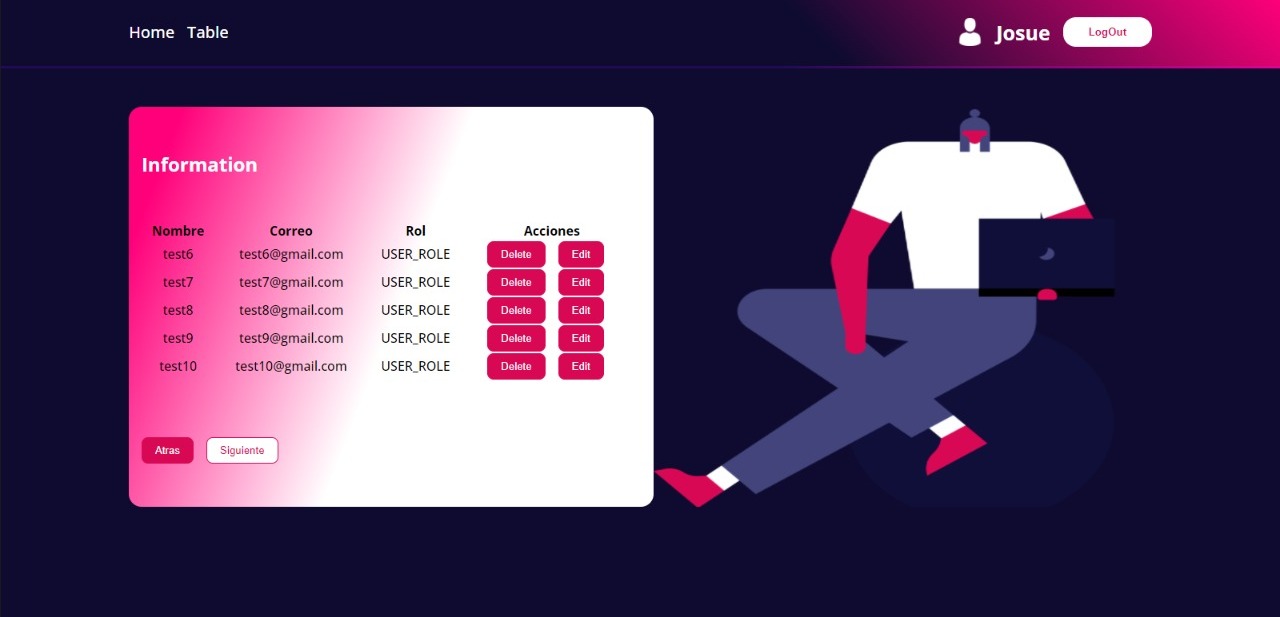 Home Table Josue LogOut
Information
Nombre Correo Rol Acciones
test6 test6@gmail.com USER_ROLE Delete Edit
test7 test7@gmail.com USER_ROLE Delete Edit
test8 test8@gmail.com USER_ROLE Delete Edit
test9 test9@gmail.com USER_ROLE Delete Edit
test10 test10@gmail.com USER_ROLE Delete Edit
Atras Siguiente